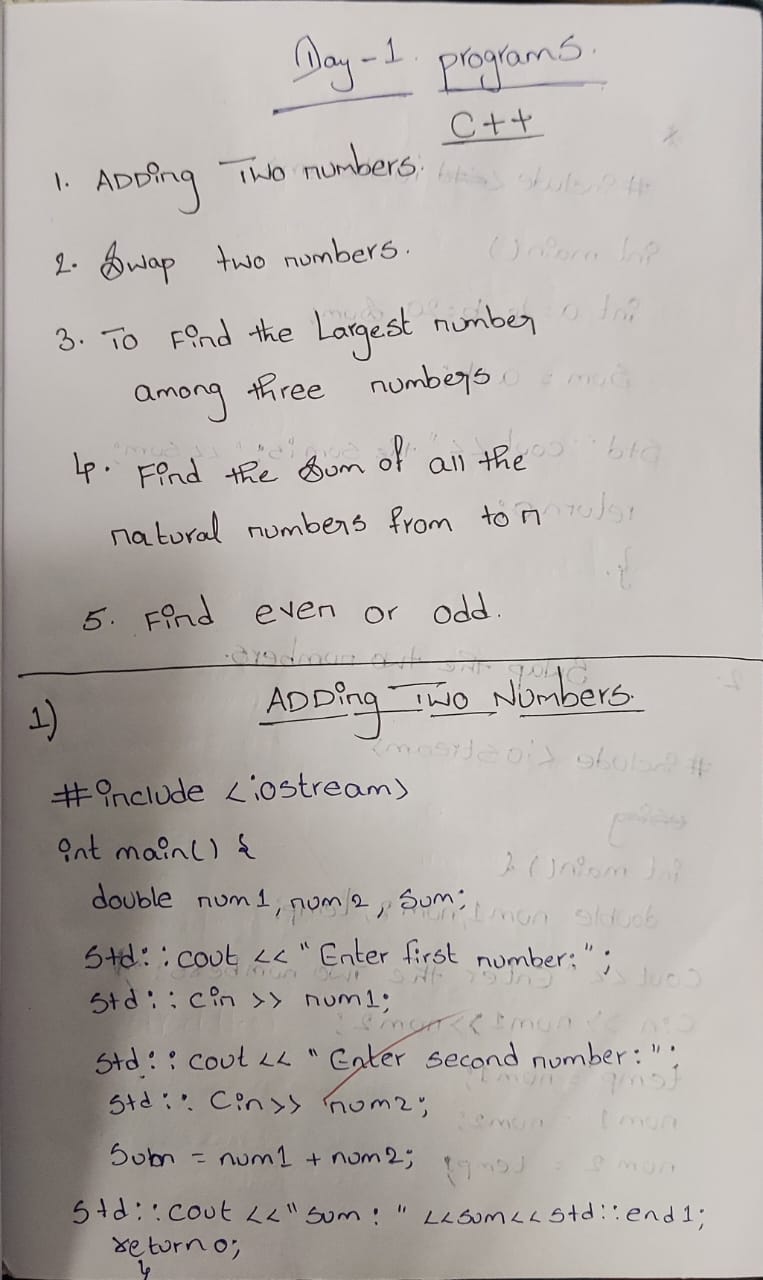 Day-1 programs.
C++
1. ADDing Two numbers.
2. Swap two numbers.
3. To Find the Largest number
among three numbers
4. Find the sum of all the
natural numbers from to n
5. Find even or odd.
1) ADDing Two Numbers.
#include <iostream>
int main() {
double num1, num2, Sum;
Std::cout << "Enter first number:";
Std::cin >> num1;
Std::cout << "Enter second number:";
Std::Cin>> num2;
Sum = num1 + num2;
Std::cout <<"sum: " <<sum<<std::end1;
return 0;
}